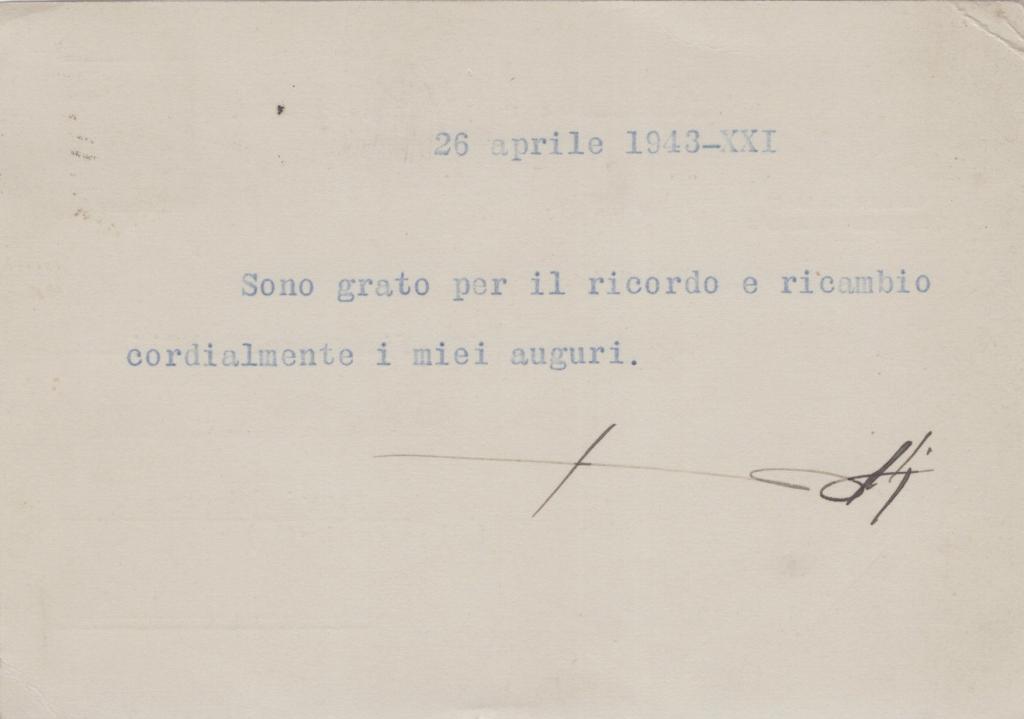 26 aprile 1943-XXI
Sono grato per il ricordo e ricambio
cordialmente i miei auguri.